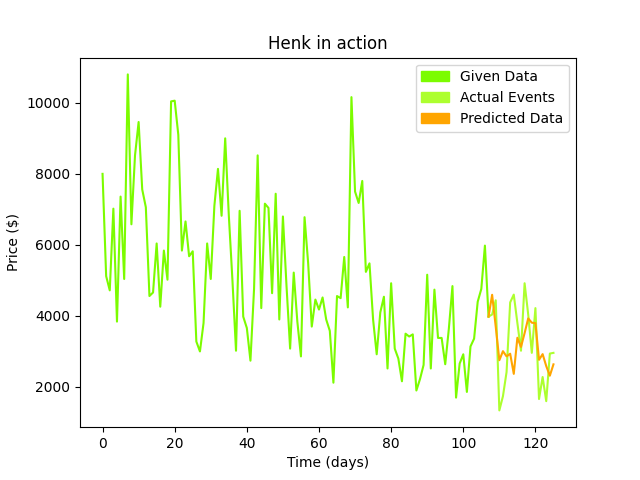 Henk in action
Given Data
Actual Events
Predicted Data
Price ($)
10000
8000
6000
4000
2000
0 20 40 60 80 100 120
Time (days)